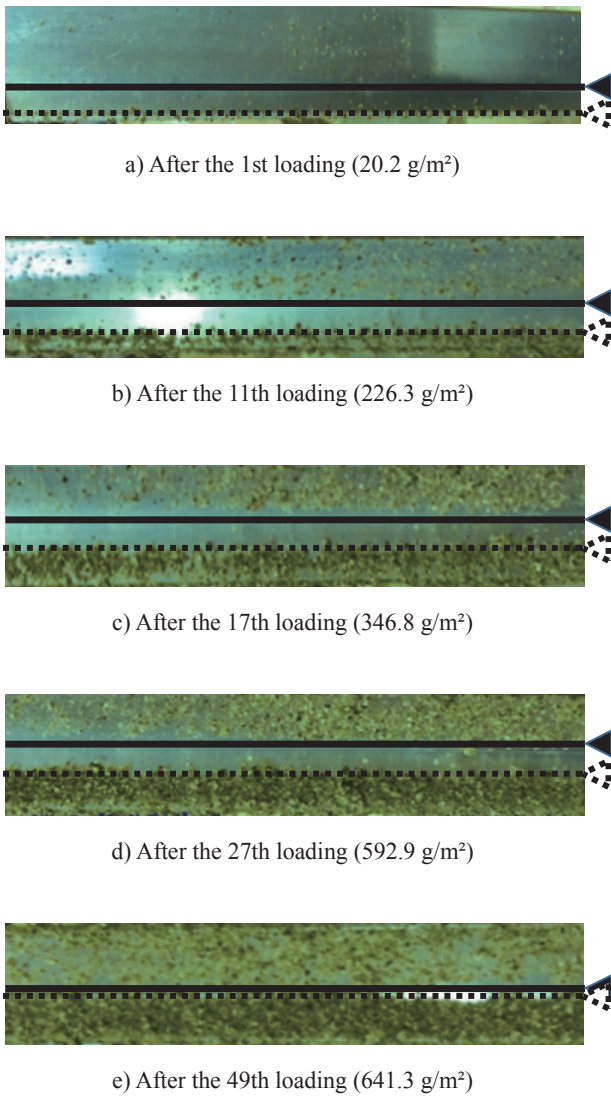 a) After the 1st loading (20.2 g/m²)
b) After the 11th loading (226.3 g/m²)
c) After the 17th loading (346.8 g/m²)
d) After the 27th loading (592.9 g/m²)
e) After the 49th loading (641.3 g/m²)